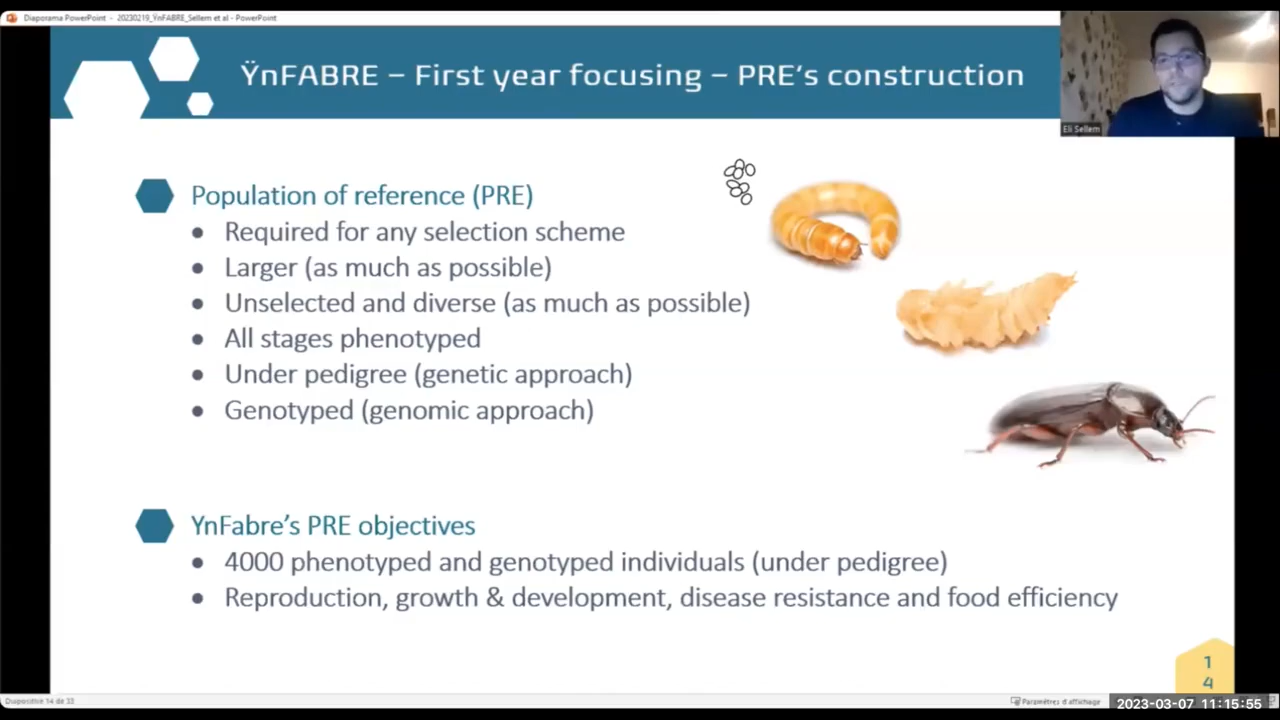 Diaporama PowerPoint - 20230219_ŸnFABRE_Sellem et al - PowerPoint
ŸnFABRE – First year focusing – PRE's construction
Eli Sellem
Population of reference (PRE)
• Required for any selection scheme
• Larger (as much as possible)
• Unselected and diverse (as much as possible)
• All stages phenotyped
• Under pedigree (genetic approach)
• Genotyped (genomic approach)
YnFabre's PRE objectives
• 4000 phenotyped and genotyped individuals (under pedigree)
• Reproduction, growth & development, disease resistance and food efficiency
1
4
Diapositive 14 de 33
Paramètres d'affichage
2023-03-07 11:15:55